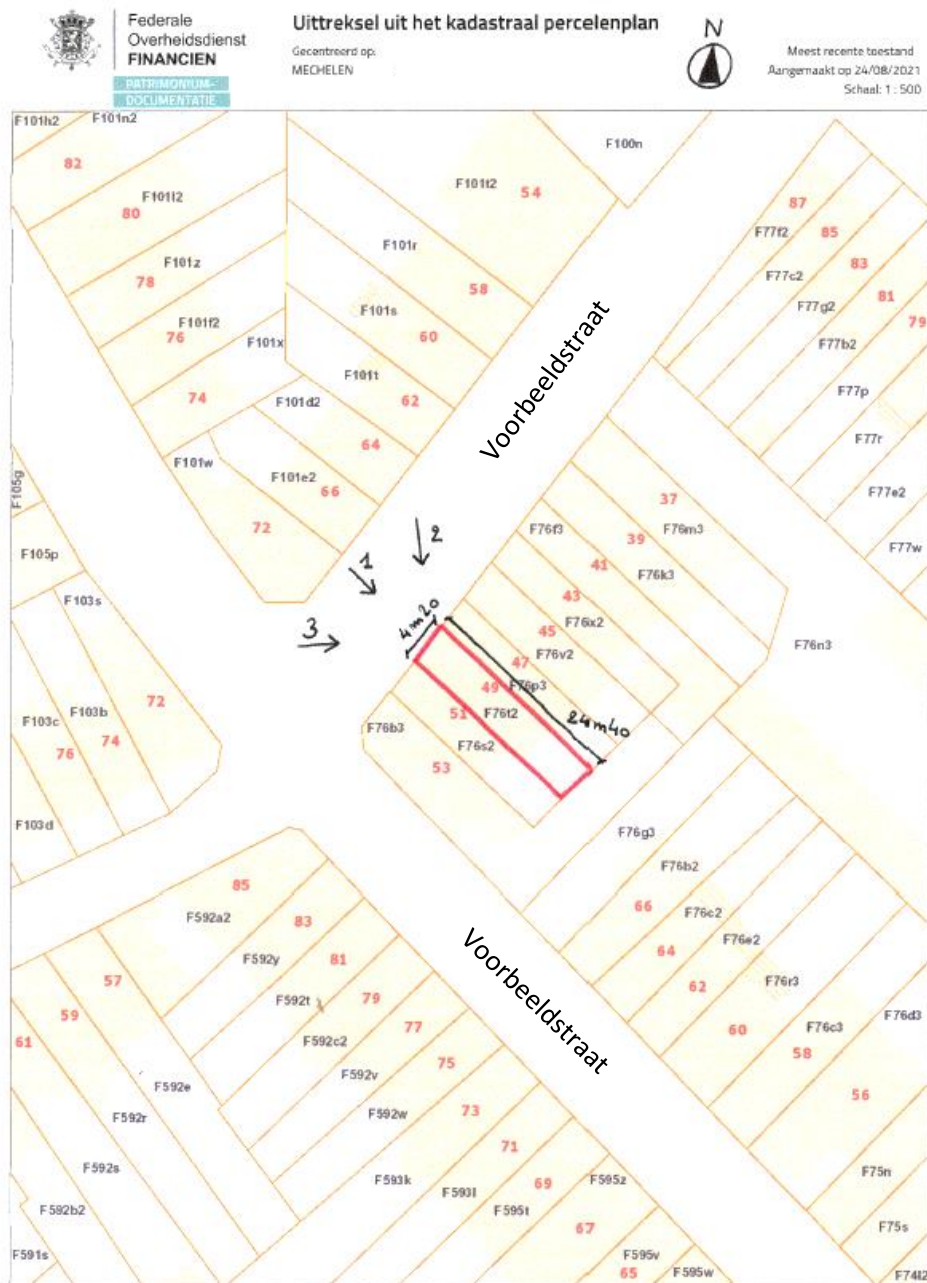 Federale
Overheidsdienst
FINANCIEN
PATRIMONIUM-
DOCUMENTATIE
Uittreksel uit het kadastraal percelenplan
Gecentreerd op:
MECHELEN
N
Meest recente toestand
Aangemaakt op 24/08/2021
Schaal: 1 : 500
F101h2
F101n2
82
F101l2
80
F101z
78
F101f2
76
F101x
74
F101d2
F101w
F101e2
66
72
F101t2
54
F101r
58
F101s
60
F101t
62
64
F100n
Voorbeeldstraat
87
F77f2
85
F77c2
83
F77g2
81
79
F77b2
F77p
F77r
F77e2
F77w
F105g
F105p
F103s
72
F103b
74
F103c
76
F103d
1
2
3
4m20
24m40
37
F76m3
39
F76k3
F76f3
41
43
F76x2
45
F76v2
47
F76p3
49
F76t2
51
F76s2
F76b3
53
F76n3
F76g3
F76b2
66
F76c2
64
F76e2
62
F76r3
60
F76c3
58
F76d3
56
F75n
F75s
F74l2
Voorbeeldstraat
85
F592a2
83
F592y
81
F592t
79
F592c2
77
F592v
75
F592w
73
71
F593k
F593l
69
F595t
F595z
67
F595v
65
F595w
57
59
61
F592e
F592r
F592s
F592b2
F591s